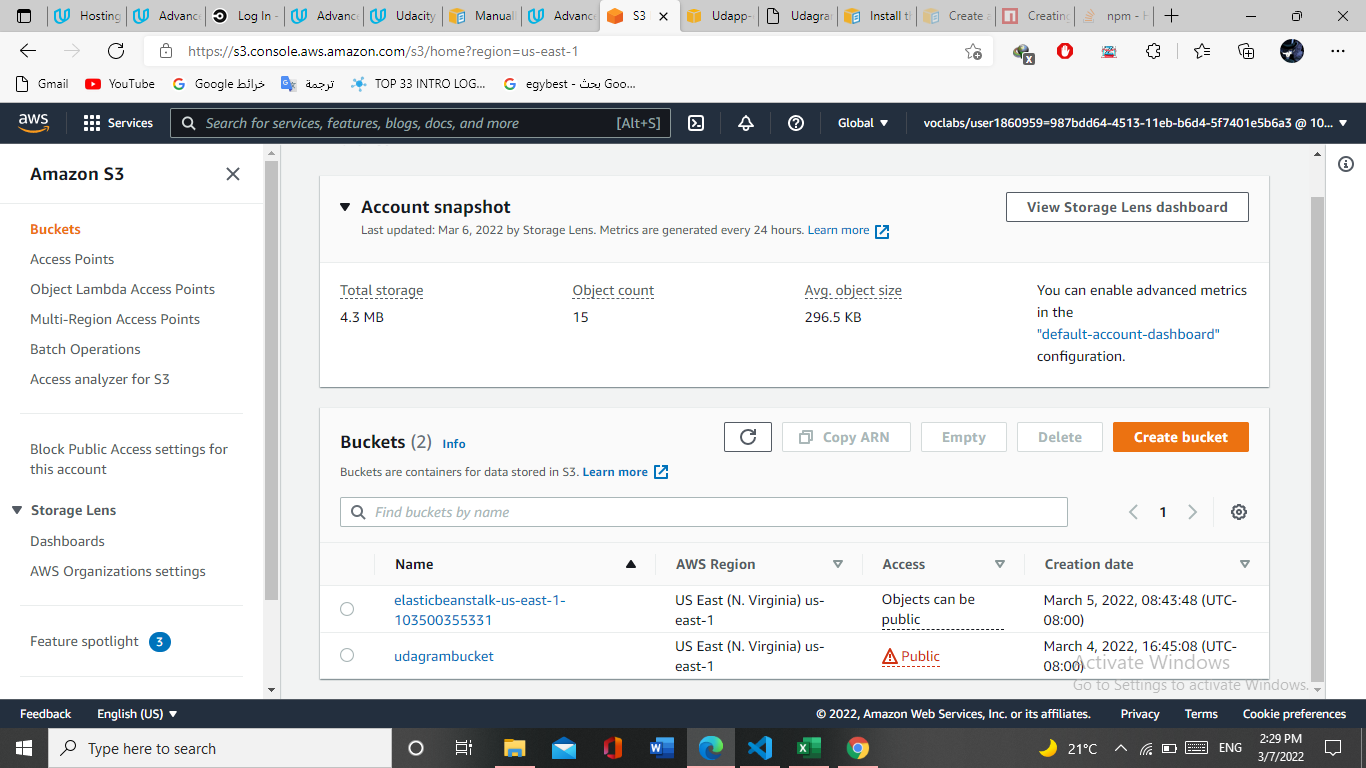 Hosting
Advanc
Log In -
Advanc
Udacity
Manuall
Advanc
S3
Udapp-
Udagran
Install t
Create a
Creating
npm - H
https://s3.console.aws.amazon.com/s3/home?region=us-east-1
Gmail
YouTube
خرائط Google
ترجمة
TOP 33 INTRO LOG...
egybest - بحث Goo...
aws
Services
Search for services, features, blogs, docs, and more
[Alt+S]
Global
voclabs/user1860959=987bdd64-4513-11eb-b6d4-5f7401e5b6a3 @ 10...
Amazon S3
Buckets
Access Points
Object Lambda Access Points
Multi-Region Access Points
Batch Operations
Access analyzer for S3
Block Public Access settings for
this account
Storage Lens
Dashboards
AWS Organizations settings
Feature spotlight 3
Account snapshot
View Storage Lens dashboard
Last updated: Mar 6, 2022 by Storage Lens. Metrics are generated every 24 hours. Learn more
Total storage
4.3 MB
Object count
15
Avg. object size
296.5 KB
You can enable advanced metrics
in the
"default-account-dashboard"
configuration.
Buckets (2) Info
Copy ARN
Empty
Delete
Create bucket
Buckets are containers for data stored in S3. Learn more
Find buckets by name
1
Name
AWS Region
Access
Creation date
elasticbeanstalk-us-east-1-
103500355331
US East (N. Virginia) us-
east-1
Objects can be
public
March 5, 2022, 08:43:48 (UTC-
08:00)
udagrambucket
US East (N. Virginia) us-
east-1
Public
March 4, 2022, 16:45:08 (UTC-
08:00)
Activate Windows
Go to Settings to activate Windows.
Feedback
English (US)
© 2022, Amazon Web Services, Inc. or its affiliates.
Privacy
Terms
Cookie preferences
Type here to search
21°C
ENG
2:29 PM
3/7/2022